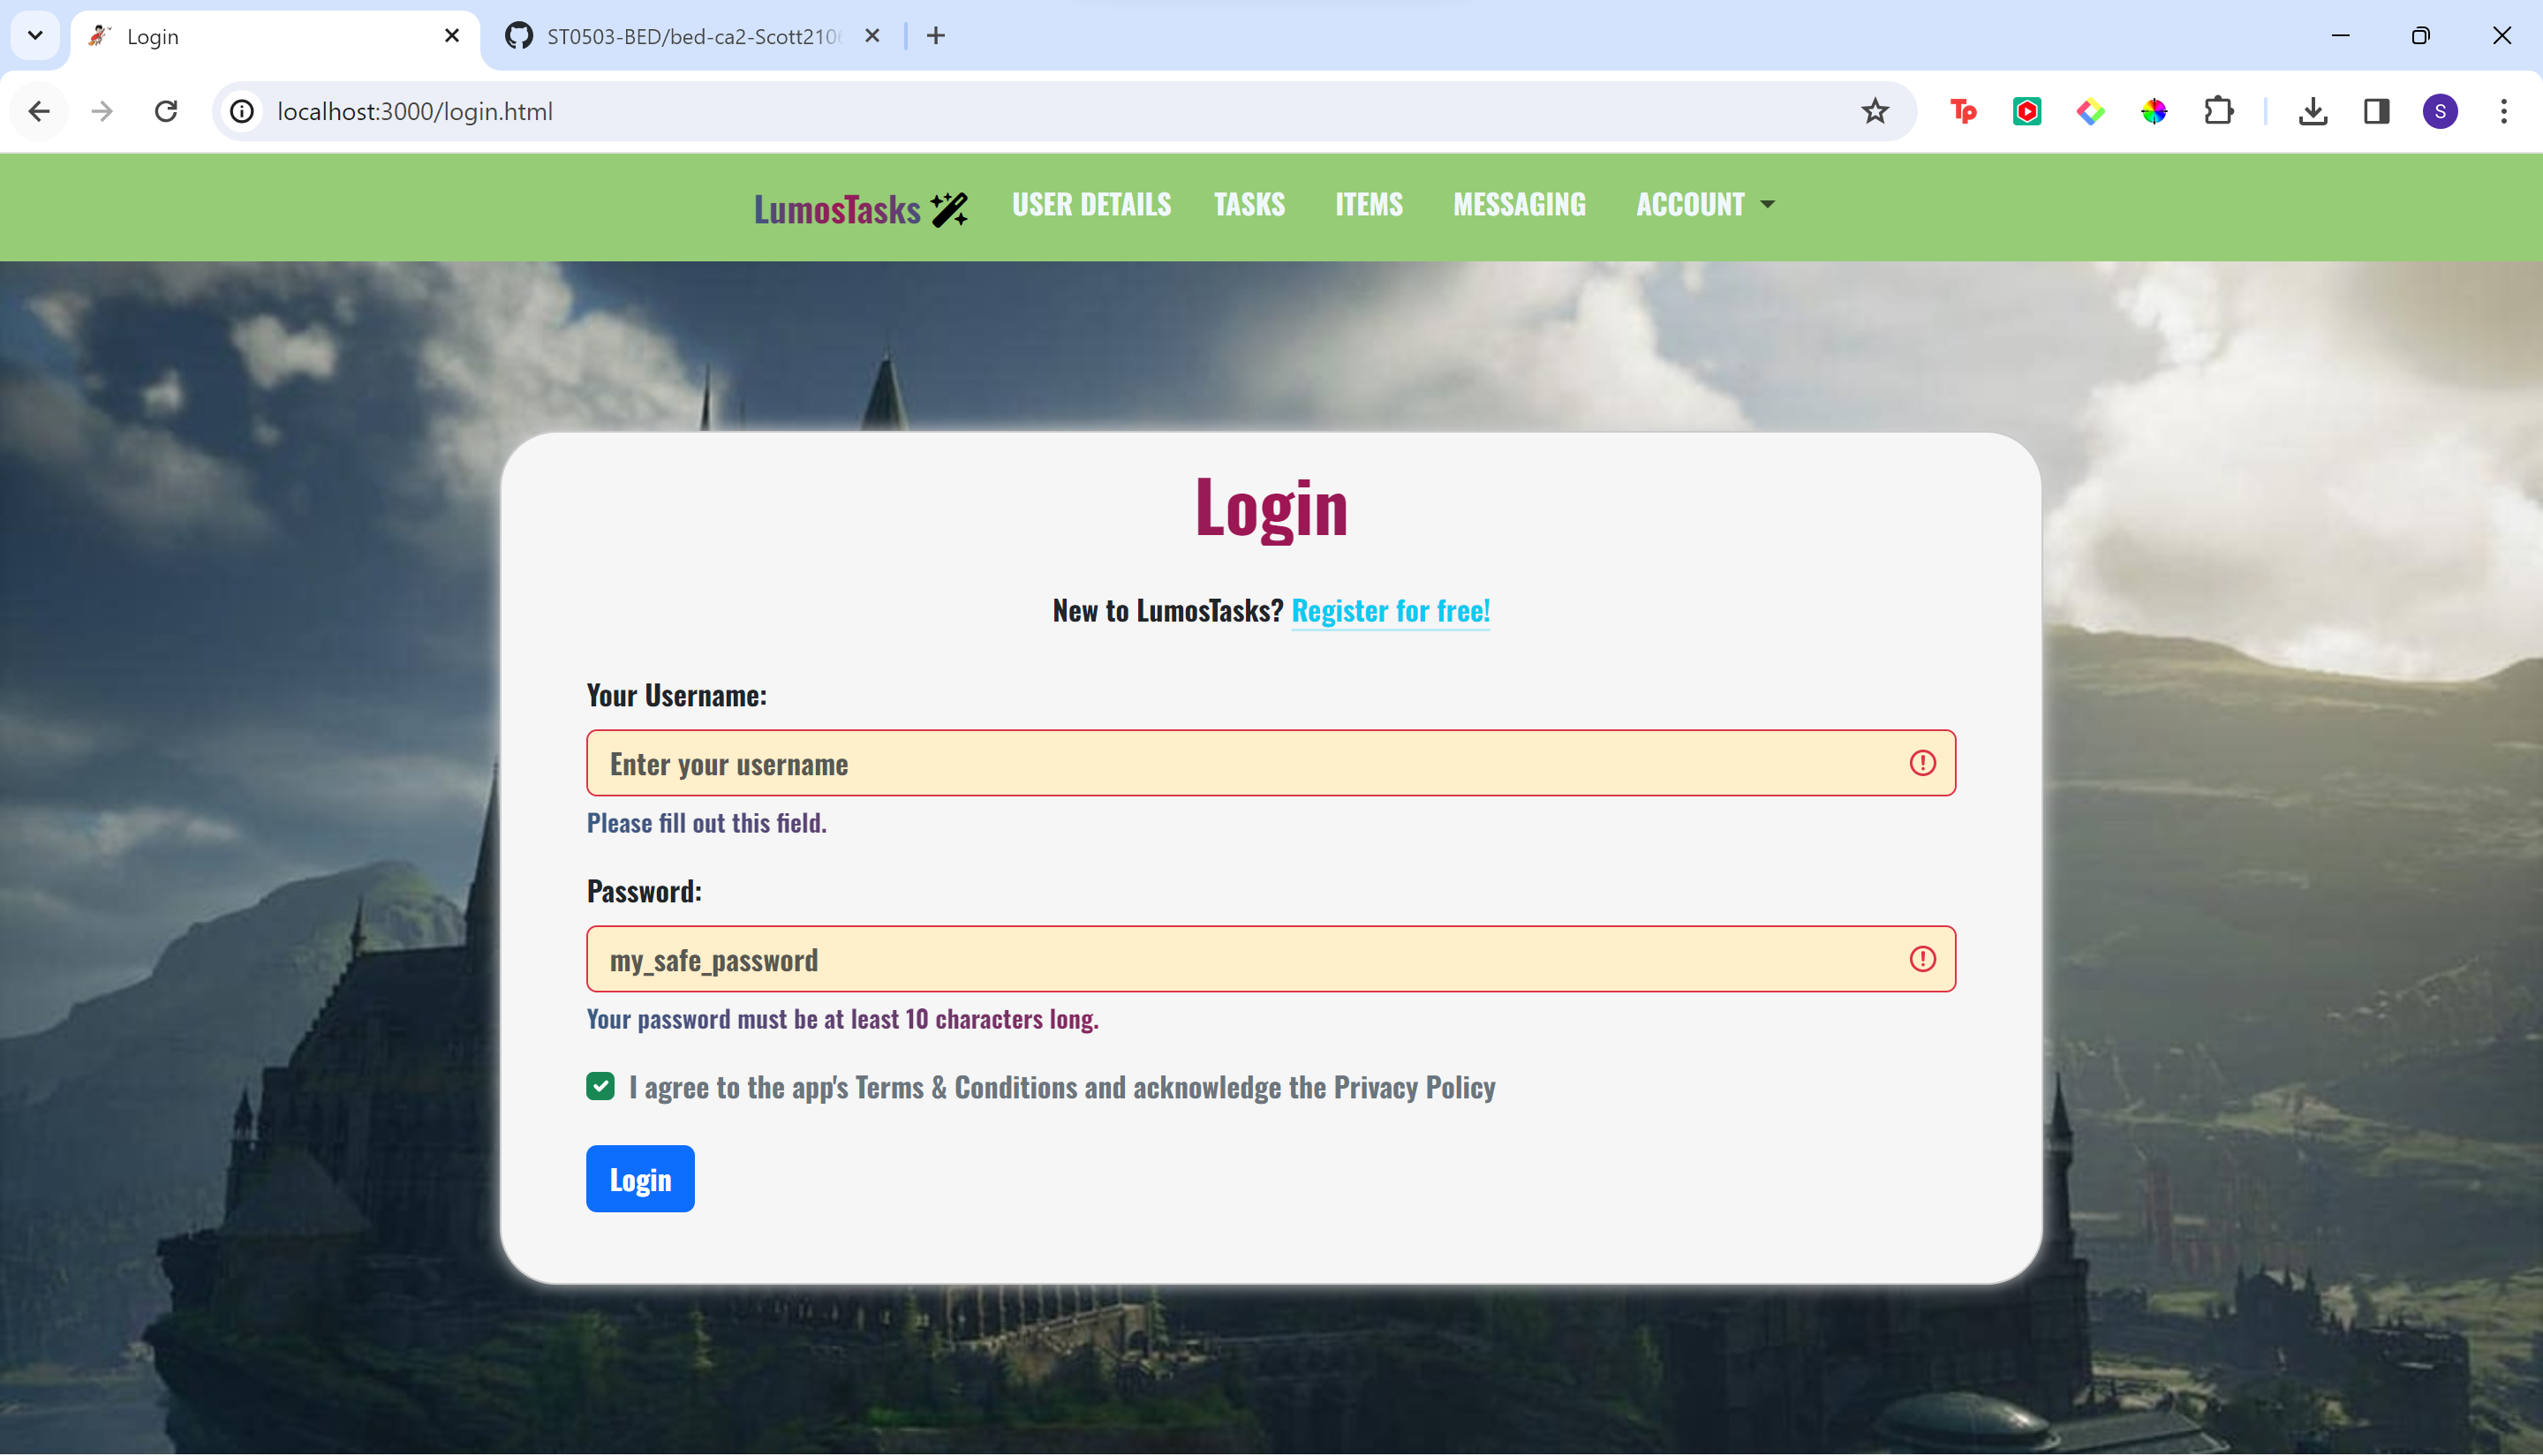 Login
ST0503-BED/bed-ca2-Scott210
localhost:3000/login.html
Tp
S
LumosTasks USER DETAILS TASKS ITEMS MESSAGING ACCOUNT
Login
New to LumosTasks? Register for free!
Your Username:
Enter your username
Please fill out this field.
Password:
my_safe_password
Your password must be at least 10 characters long.
I agree to the app's Terms & Conditions and acknowledge the Privacy Policy
Login